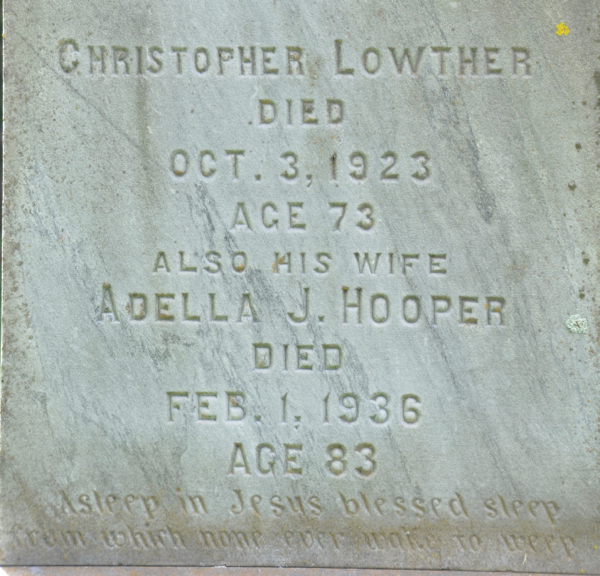 CHRISTOPHER LOWTHER
DIED
OCT. 3, 1923
AGE 73
ALSO HIS WIFE
ADELLA J. HOOPER
DIED
FEB. 1, 1936
AGE 83
Asleep in Jesus blessed sleep
from which none ever wake to weep